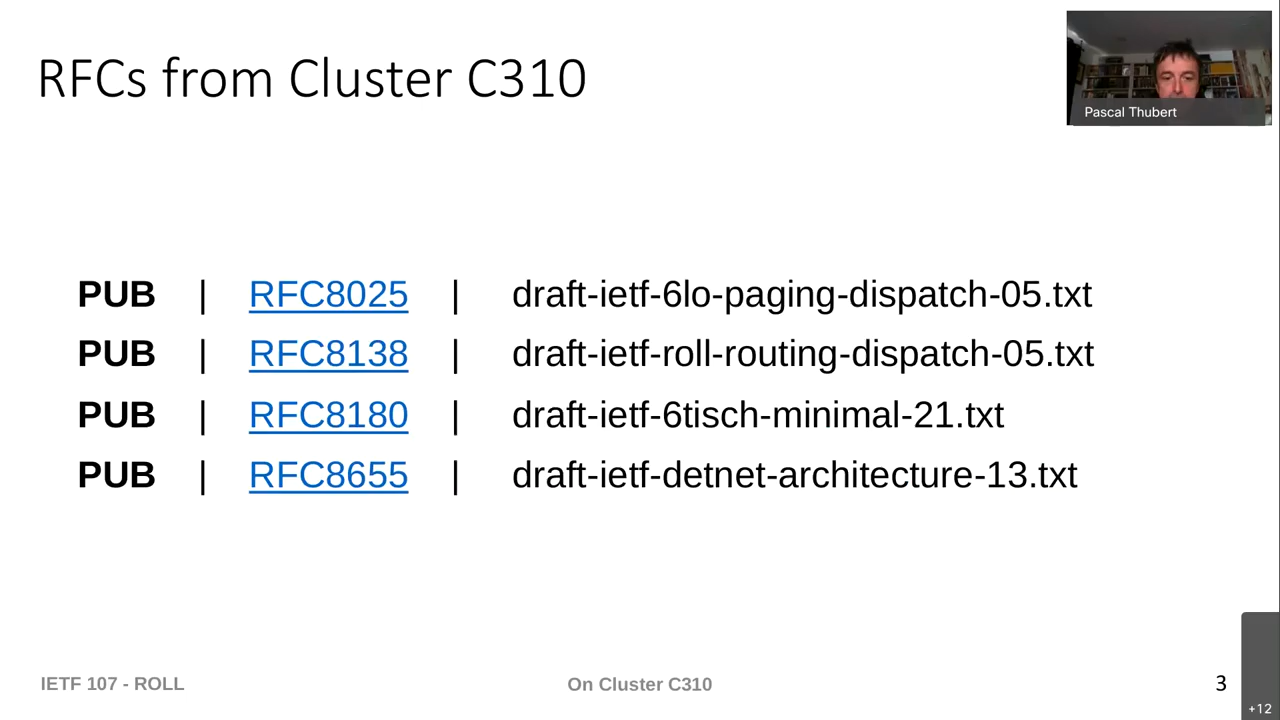 RFCs from Cluster C310
Pascal Thubert
PUB | RFC8025 | draft-ietf-6lo-paging-dispatch-05.txt
PUB | RFC8138 | draft-ietf-roll-routing-dispatch-05.txt
PUB | RFC8180 | draft-ietf-6tisch-minimal-21.txt
PUB | RFC8655 | draft-ietf-detnet-architecture-13.txt
IETF 107 - ROLL
On Cluster C310
3
+12